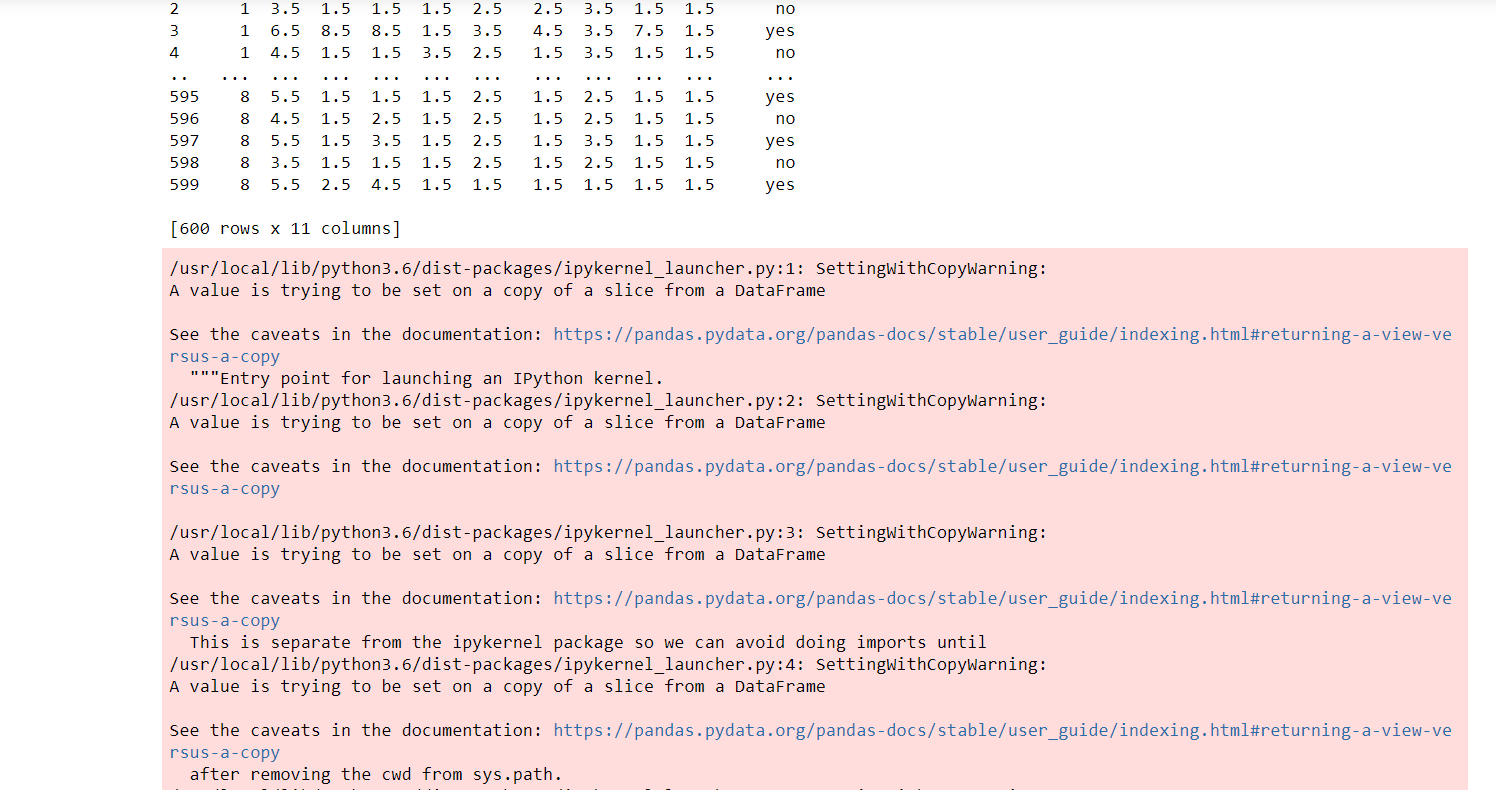 2 1 3.5 1.5 1.5 1.5 2.5 2.5 3.5 1.5 1.5 no
3 1 6.5 8.5 8.5 1.5 3.5 4.5 3.5 7.5 1.5 yes
4 1 4.5 1.5 1.5 3.5 2.5 1.5 3.5 1.5 1.5 no
.. ... ... ... ... ... ... ... ... ... ... ...
595 8 5.5 1.5 1.5 1.5 2.5 1.5 2.5 1.5 1.5 yes
596 8 4.5 1.5 2.5 1.5 2.5 1.5 2.5 1.5 1.5 no
597 8 5.5 1.5 3.5 1.5 2.5 1.5 3.5 1.5 1.5 yes
598 8 3.5 1.5 1.5 1.5 2.5 1.5 2.5 1.5 1.5 no
599 8 5.5 2.5 4.5 1.5 1.5 1.5 1.5 1.5 1.5 yes
[600 rows x 11 columns]
/usr/local/lib/python3.6/dist-packages/ipykernel_launcher.py:1: SettingWithCopyWarning:
A value is trying to be set on a copy of a slice from a DataFrame
See the caveats in the documentation: https://pandas.pydata.org/pandas-docs/stable/user_guide/indexing.html#returning-a-view-ve
rsus-a-copy
"""Entry point for launching an IPython kernel.
/usr/local/lib/python3.6/dist-packages/ipykernel_launcher.py:2: SettingWithCopyWarning:
A value is trying to be set on a copy of a slice from a DataFrame
See the caveats in the documentation: https://pandas.pydata.org/pandas-docs/stable/user_guide/indexing.html#returning-a-view-ve
rsus-a-copy
/usr/local/lib/python3.6/dist-packages/ipykernel_launcher.py:3: SettingWithCopyWarning:
A value is trying to be set on a copy of a slice from a DataFrame
See the caveats in the documentation: https://pandas.pydata.org/pandas-docs/stable/user_guide/indexing.html#returning-a-view-ve
rsus-a-copy
This is separate from the ipykernel package so we can avoid doing imports until
/usr/local/lib/python3.6/dist-packages/ipykernel_launcher.py:4: SettingWithCopyWarning:
A value is trying to be set on a copy of a slice from a DataFrame
See the caveats in the documentation: https://pandas.pydata.org/pandas-docs/stable/user_guide/indexing.html#returning-a-view-ve
rsus-a-copy
after removing the cwd from sys.path.